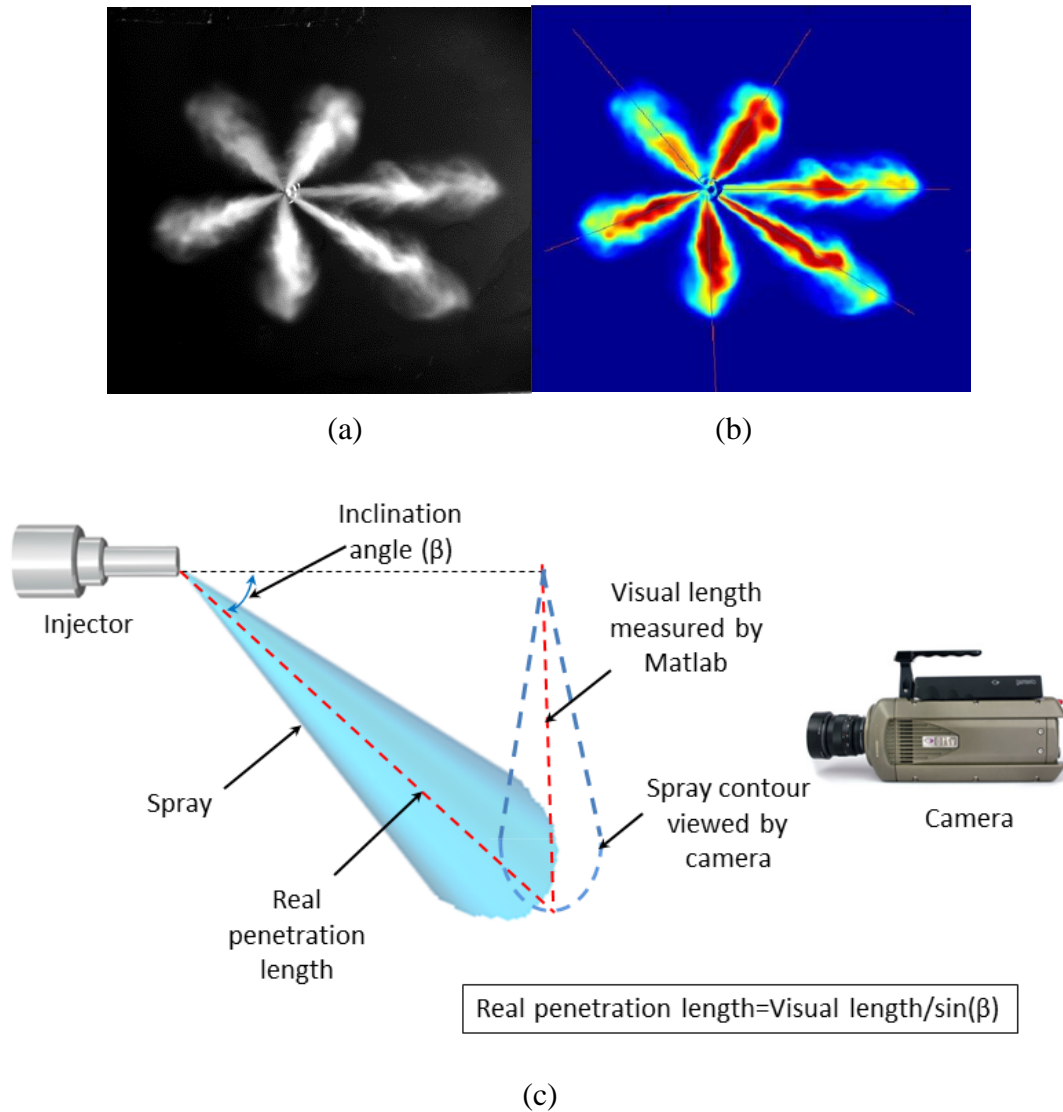 (a)
(b)
Inclination
angle (β)
Injector
Visual length
measured by
Matlab
Spray
Spray contour
viewed by
camera
Camera
Real
penetration
length
Real penetration length=Visual length/sin(β)
(c)